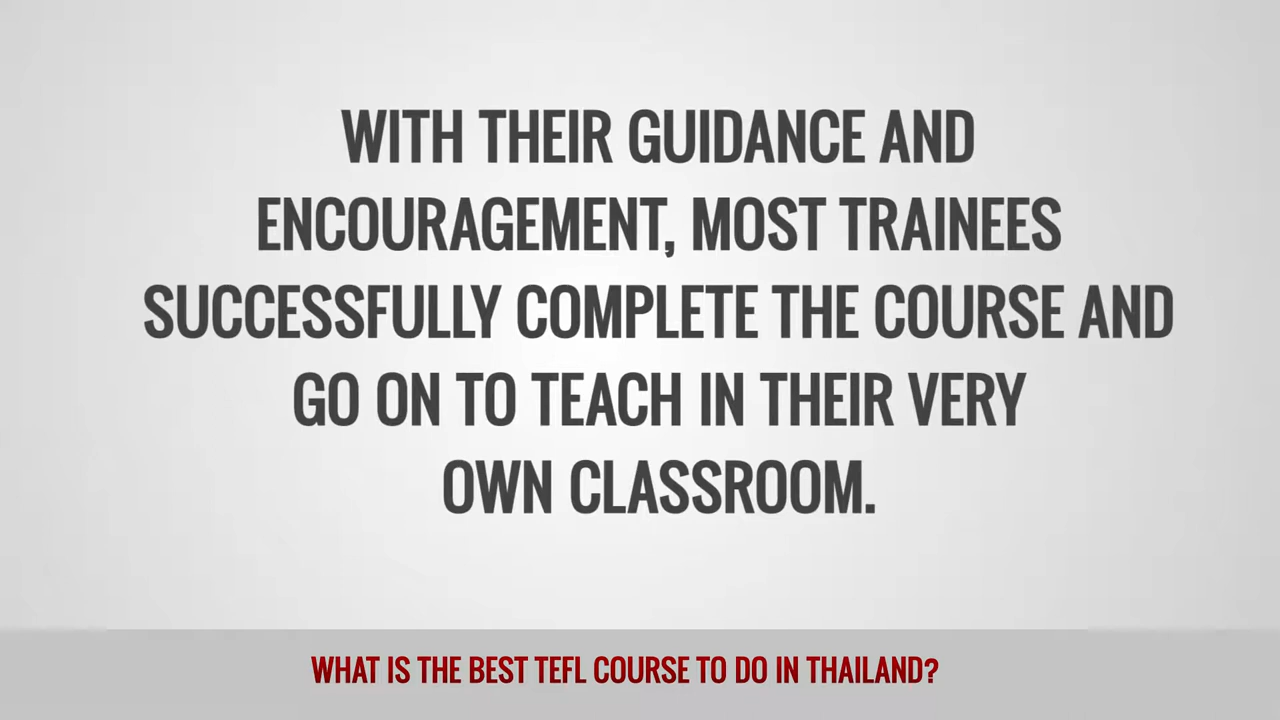 WITH THEIR GUIDANCE AND
ENCOURAGEMENT, MOST TRAINEES
SUCCESSFULLY COMPLETE THE COURSE AND
GO ON TO TEACH IN THEIR VERY
OWN CLASSROOM.
WHAT IS THE BEST TEFL COURSE TO DO IN THAILAND?